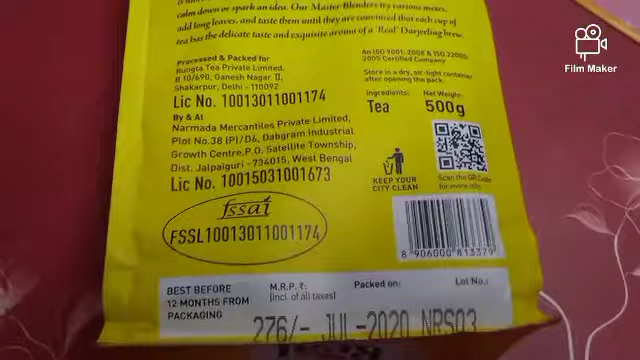 calm down or spark an idea. Our Master Blenders try various mixes,
add long leaves, and taste them until they are convinced that each cup of
tea has the delicate taste and exquisite aroma of a 'Real' Darjeeling brew.
Processed & Packed for
Rungta Tea Private Limited,
B 10/690, Ganesh Nagar II,
Shakarpur, Delhi - 110092
Lic No. 10013011001174
By & At
Narmada Mercantiles Private Limited,
Plot No.38 (P)/D4, Dabgram Industrial
Growth Centre,P.O. Satellite Township,
Dist. Jalpaiguri -734015, West Bengal
Lic No. 10015031001673
fssai
FSSL10013011001174
An ISO 9001: 2008 & ISO 22000:
2005 Certified Company
Store in a dry, air-tight container
after opening the pack.
Ingredients:
Tea
Net Weight:
500g
KEEP YOUR
CITY CLEAN
Scan the QR Code
for more info
8 906000 813379
BEST BEFORE
12 MONTHS FROM
PACKAGING
M.R.P. ₹:
(Incl. of all taxes)
Packed on:
Lot No.:
276/- JUL-2020 NRS03
Film Maker